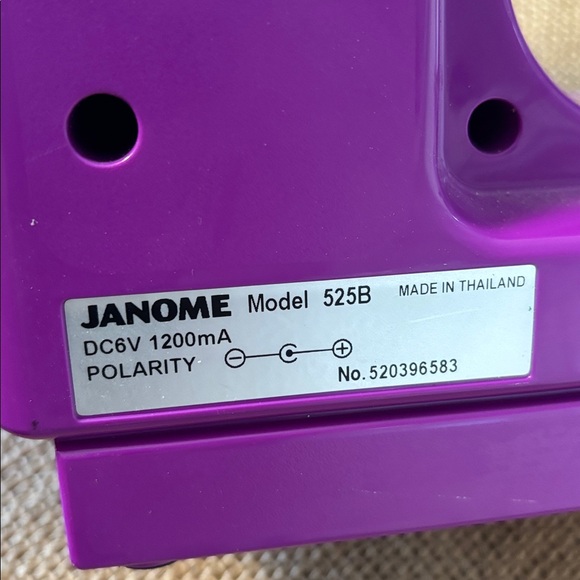 JANOME Model 525B MADE IN THAILAND
DC6V 1200mA
POLARITY
No. 520396583